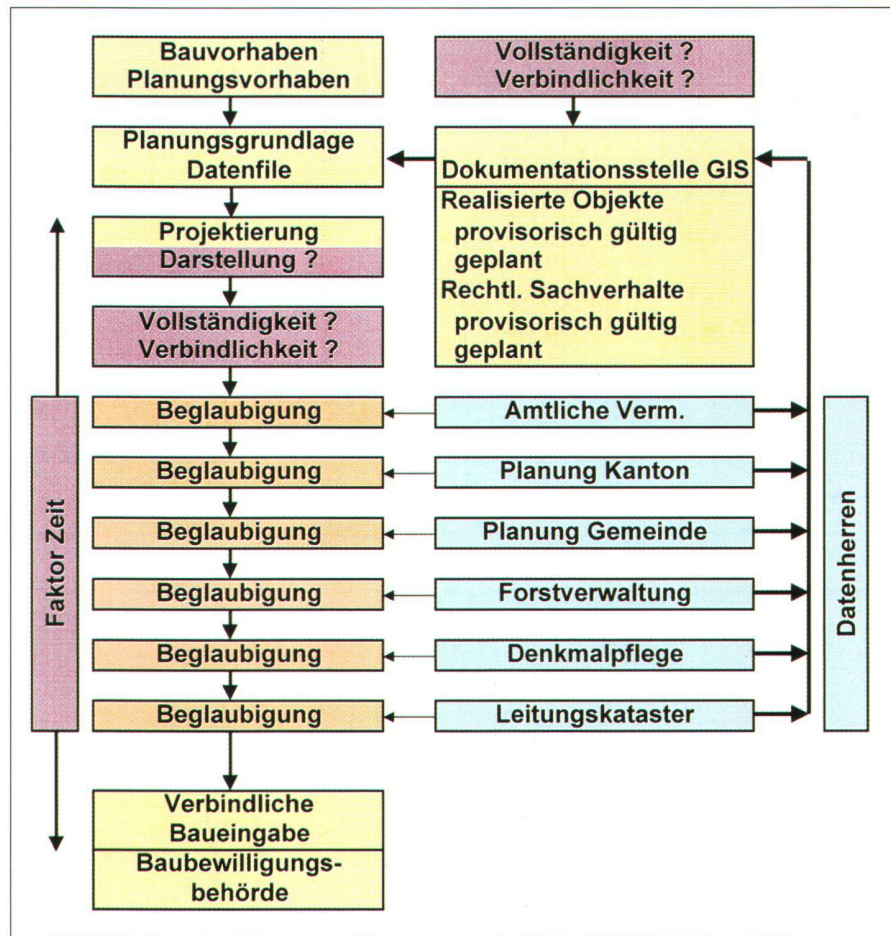 Bauvorhaben
Planungsvorhaben
Vollständigkeit ?
Verbindlichkeit ?
Planungsgrundlage
Datenfile
Dokumentationsstelle GIS
Realisierte Objekte
provisorisch gültig
geplant
Rechtl. Sachverhalte
provisorisch gültig
geplant
Projektierung
Darstellung ?
Vollständigkeit ?
Verbindlichkeit ?
Faktor Zeit
Beglaubigung
Amtliche Verm.
Beglaubigung
Planung Kanton
Beglaubigung
Planung Gemeinde
Beglaubigung
Forstverwaltung
Beglaubigung
Denkmalpflege
Beglaubigung
Leitungskataster
Datenherren
Verbindliche
Baueingabe
Baubewilligungs-
behörde